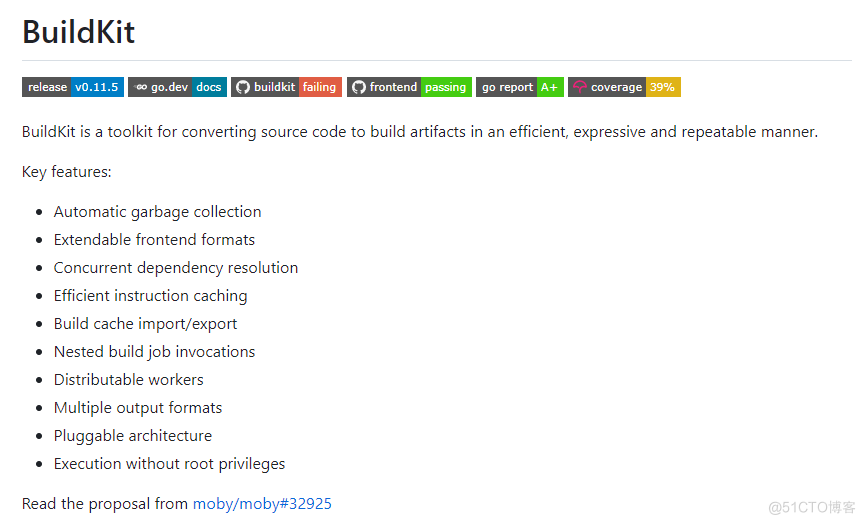 BuildKit
release v0.11.5 go.dev docs buildkit failing frontend passing go report A+ coverage 39%
BuildKit is a toolkit for converting source code to build artifacts in an efficient, expressive and repeatable manner.
Key features:
Automatic garbage collection
Extendable frontend formats
Concurrent dependency resolution
Efficient instruction caching
Build cache import/export
Nested build job invocations
Distributable workers
Multiple output formats
Pluggable architecture
Execution without root privileges
Read the proposal from moby/moby#32925
@51CTO博客